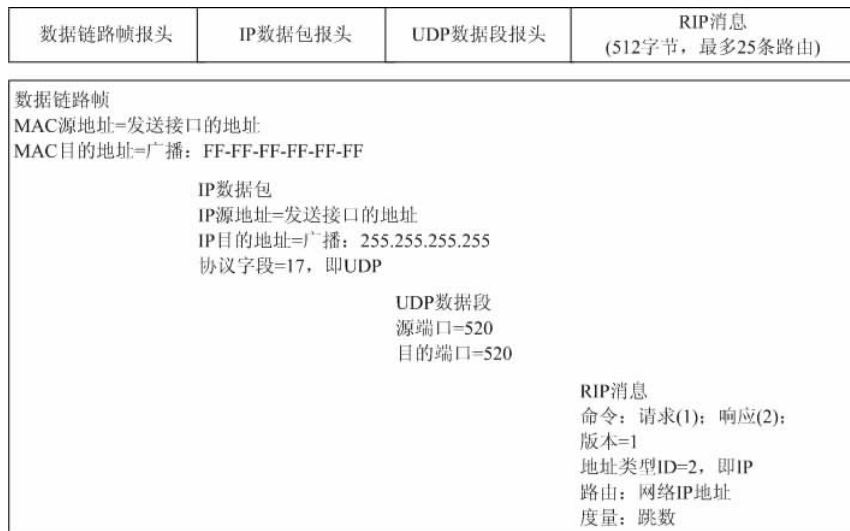 数据链路帧报头
IP数据包报头
UDP数据段报头
RIP消息
(512字节，最多25条路由)
数据链路帧
MAC源地址=发送接口的地址
MAC目的地址=广播：FF-FF-FF-FF-FF-FF
IP数据包
IP源地址=发送接口的地址
IP目的地址=广播：255.255.255.255
协议字段=17，即UDP
UDP数据段
源端口=520
目的端口=520
RIP消息
命令：请求(1)；响应(2)；
版本=1
地址类型ID=2，即IP
路由：网络IP地址
度量：跳数